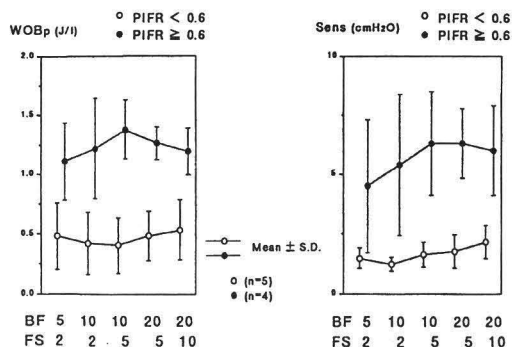 WOBp (J/l)
○ PIFR < 0.6
● PIFR ≧ 0.6
2.0
1.5
1.0
0.5
0.0
BF 5 10 10 20 20
FS 2 2 5 5 10
Mean ± S.D.
○ (n=5)
● (n=4)
Sens (cmH2O)
○ PIFR < 0.6
● PIFR ≧ 0.6
10
5
0
BF 5 10 10 20 20
FS 2 2 5 5 10